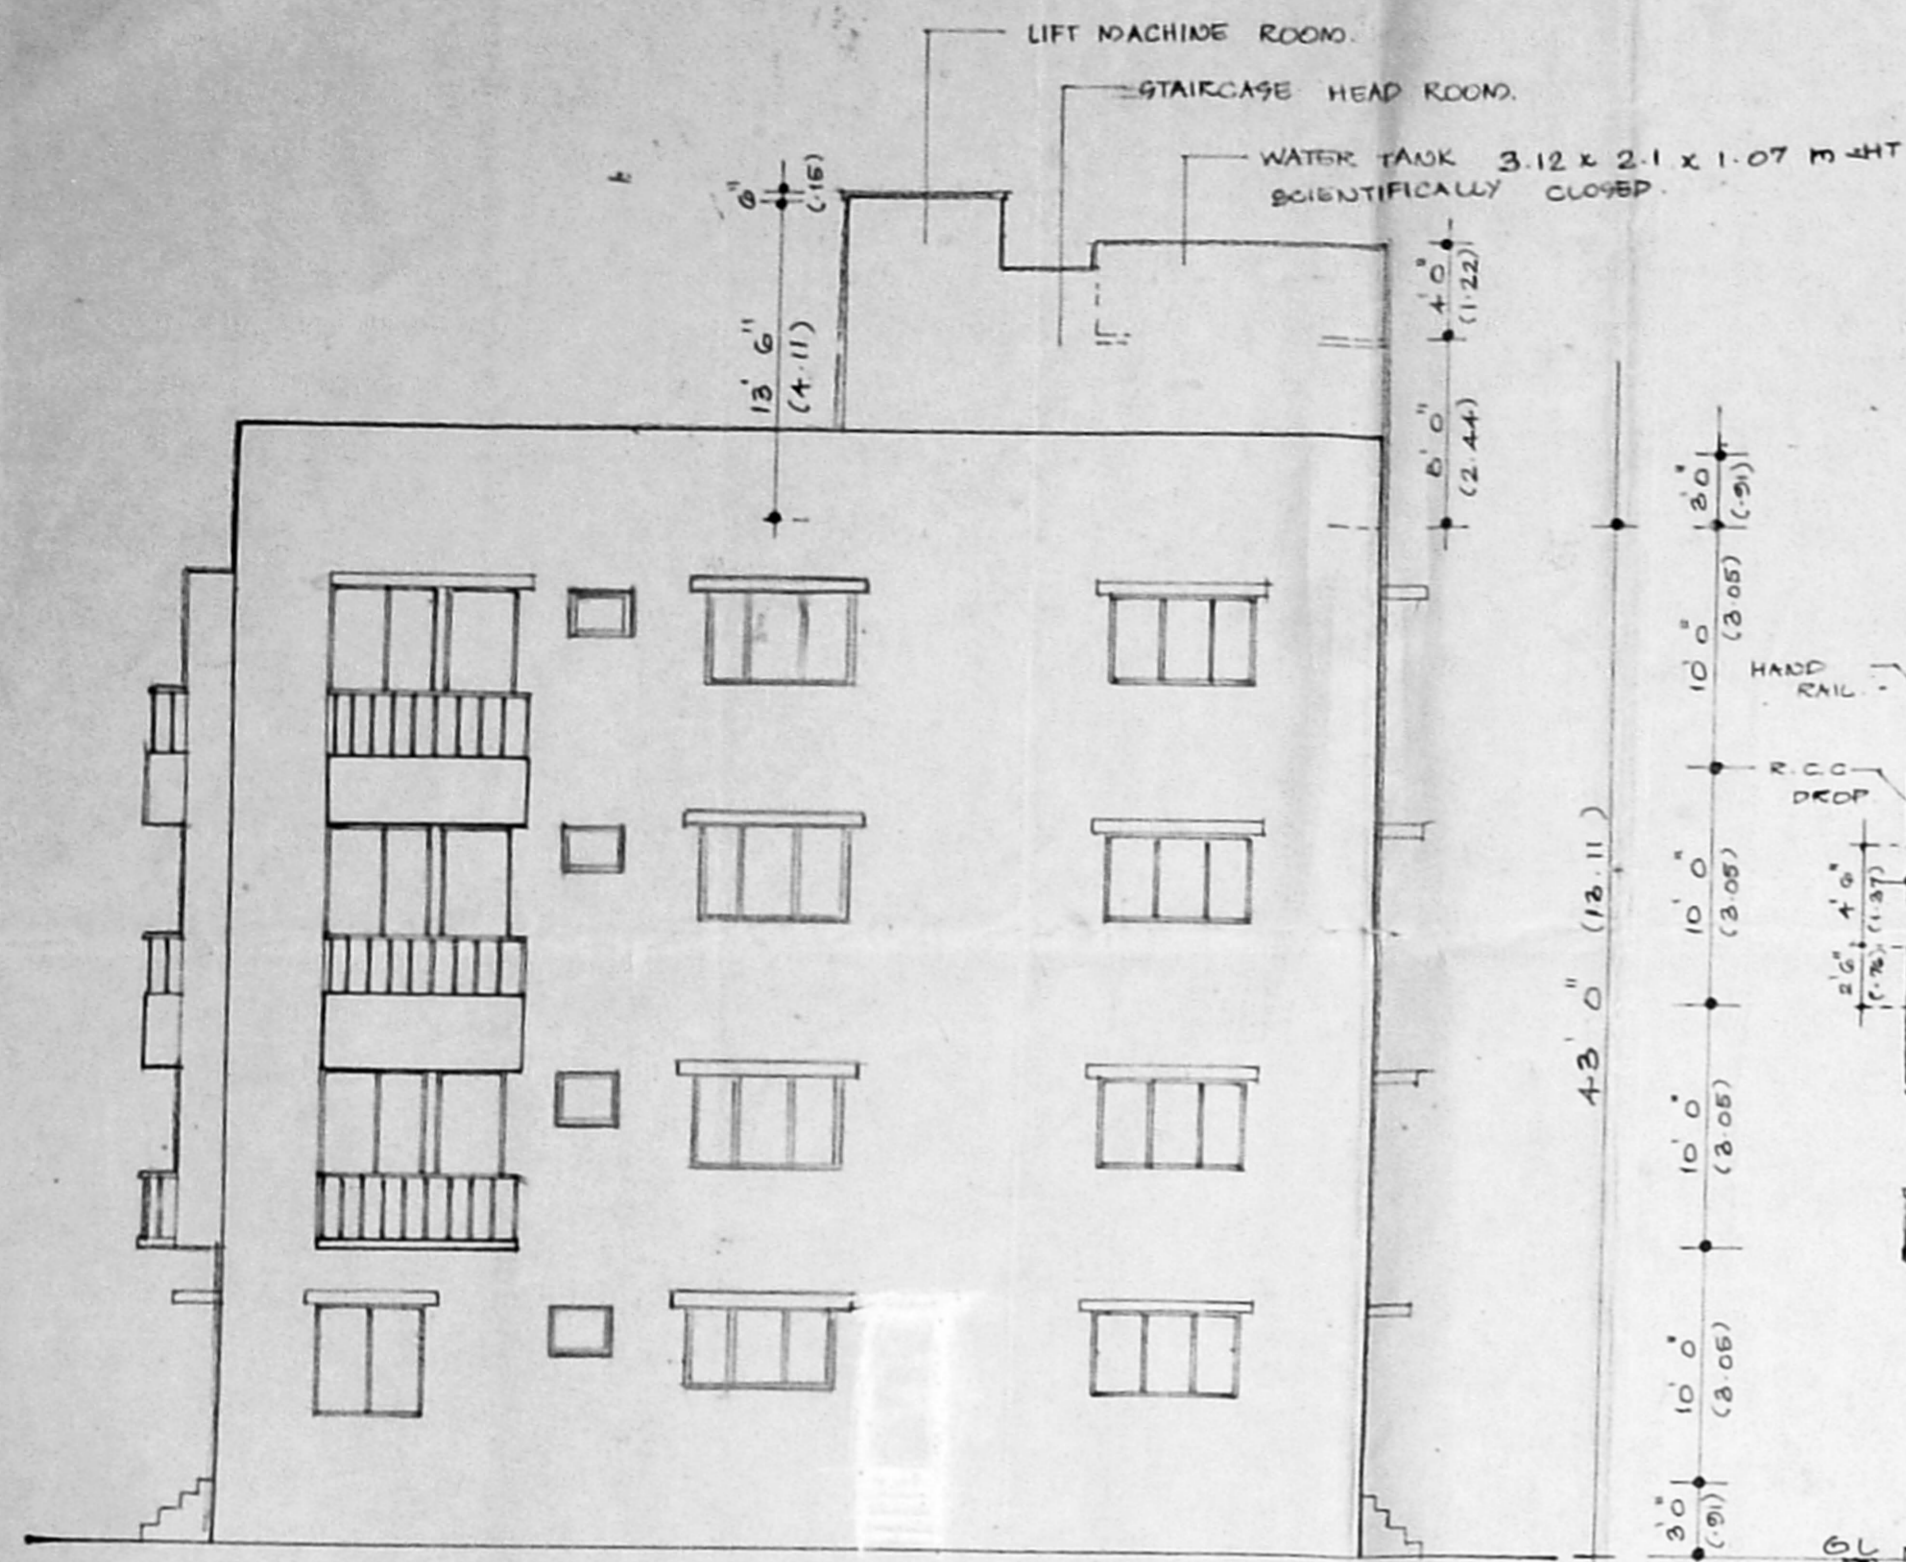 LIFT MACHINE ROOM.
STAIRCASE HEAD ROOM.
WATER TANK 3.12 x 2.1 x 1.07 M HT
SCIENTIFICALLY CLOSED.
6"
(.15)
13' 6"
(4.11)
4' 0"
(1.22)
8' 0"
(2.44)
3' 0"
(.91)
10' 0"
(3.05)
HAND
RAIL.
R.C.C
DROP
43' 0" (13.11)
10' 0"
(3.05)
4' 6"
(1.37)
2' 6"
(.76)
10' 0"
(3.05)
10' 0"
(3.05)
3' 0"
(.91)
GL